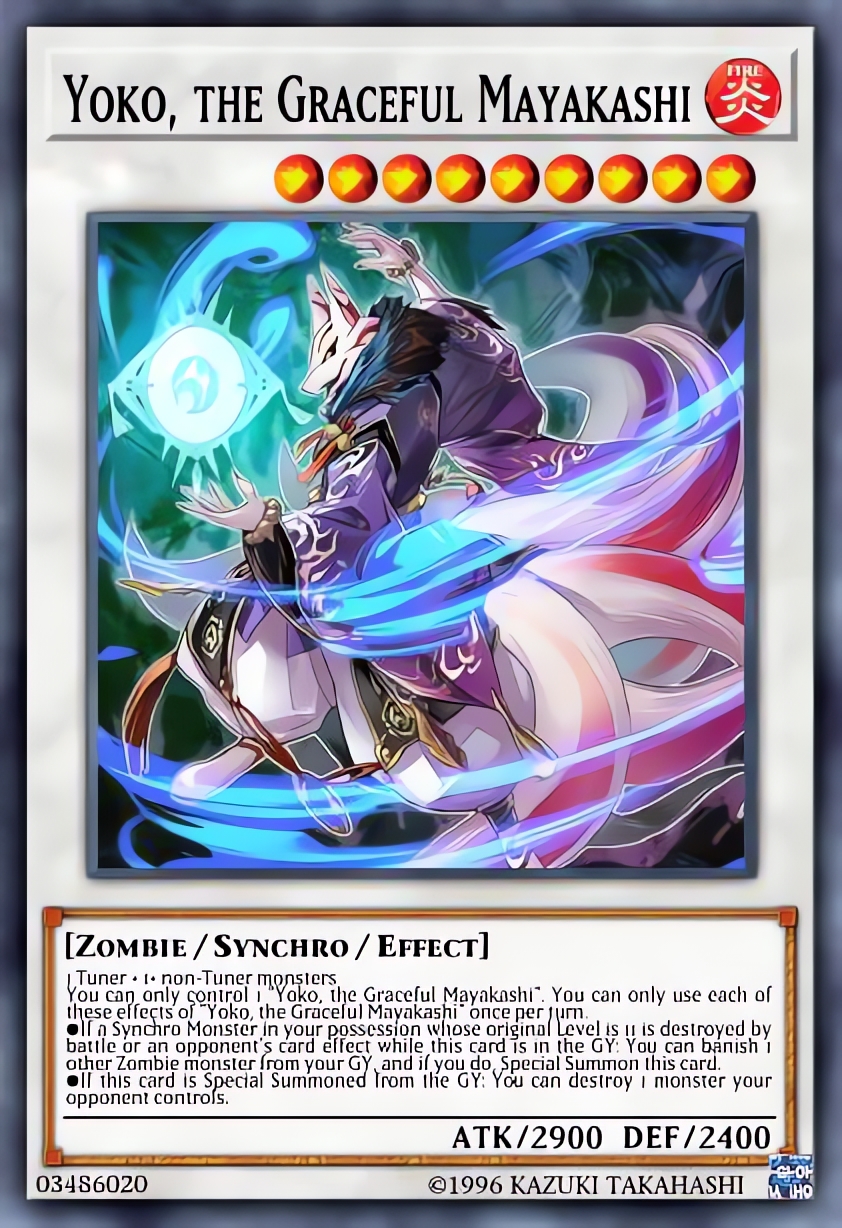 YOKO, THE GRACEFUL MAYAKASHI
FIRE
炎
[ZOMBIE / SYNCHRO / EFFECT]
1 Tuner + 1+ non-Tuner monsters
You can only control 1 "Yoko, the Graceful Mayakashi". You can only use each of
these effects of "Yoko, the Graceful Mayakashi" once per turn.
●If a Synchro Monster in your possession whose original Level is 11 is destroyed by
battle or an opponent's card effect while this card is in the GY: You can banish 1
other Zombie monster from your GY, and if you do, Special Summon this card.
●If this card is Special Summoned from the GY: You can destroy 1 monster your
opponent controls.
ATK/2900 DEF/2400
03486020 ©1996 KAZUKI TAKAHASHI